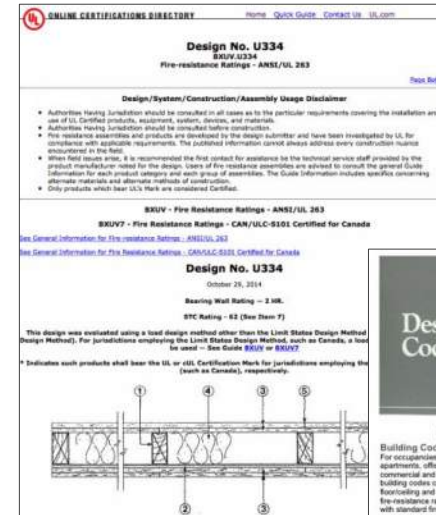 UL ONLINE CERTIFICATIONS DIRECTORY
Home Quick Guide Contact Us UL.com
Design No. U334
BXUV.U334
Fire-resistance Ratings - ANSI/UL 263
Page Bot
Design/System/Construction/Assembly Usage Disclaimer
Authorities Having Jurisdiction should be consulted in all cases as to the particular requirements covering the installation and
use of UL Certified products, equipment, system, devices, and materials.
Authorities Having Jurisdiction should be consulted before construction.
Fire resistance assemblies and products are developed by the design submitter and have been investigated by UL for
compliance with applicable requirements. The published information cannot always address every construction nuance
encountered in the field.
When field issues arise, it is recommended the first contact for assistance be the technical service staff provided by the
product manufacturer noted for the design. Users of fire resistance assemblies are advised to consult the general Guide
Information for each product category and each group of assemblies. The Guide Information includes specifics concerning
alternate materials and alternate methods of construction.
Only products which bear UL's Mark are considered Certified.
BXUV - Fire Resistance Ratings - ANSI/UL 263
BXUV7 - Fire Resistance Ratings - CAN/ULC-S101 Certified for Canada
See General Information for Fire-resistance Ratings - ANSI/UL 263
See General Information for Fire Resistance Ratings - CAN/ULC-S101 Certified for Canada
Design No. U334
October 29, 2014
Bearing Wall Rating — 2 HR.
STC Rating - 62 (See Item 7)
This design was evaluated using a load design method other than the Limit States Design Method
Design Method). For jurisdictions employing the Limit States Design Method, such as Canada, a load
be used — See Guide BXUV or BXUV7
* Indicates such products shall bear the UL or cUL Certification Mark for jurisdictions employing the
(such as Canada), respectively.
1 4 3 5
2 3
Des
Cod
Building Cod
For occupancies
apartments, offi
commercial and
building codes o
floor/ceiling and
fire-resistance ra
with standard fir